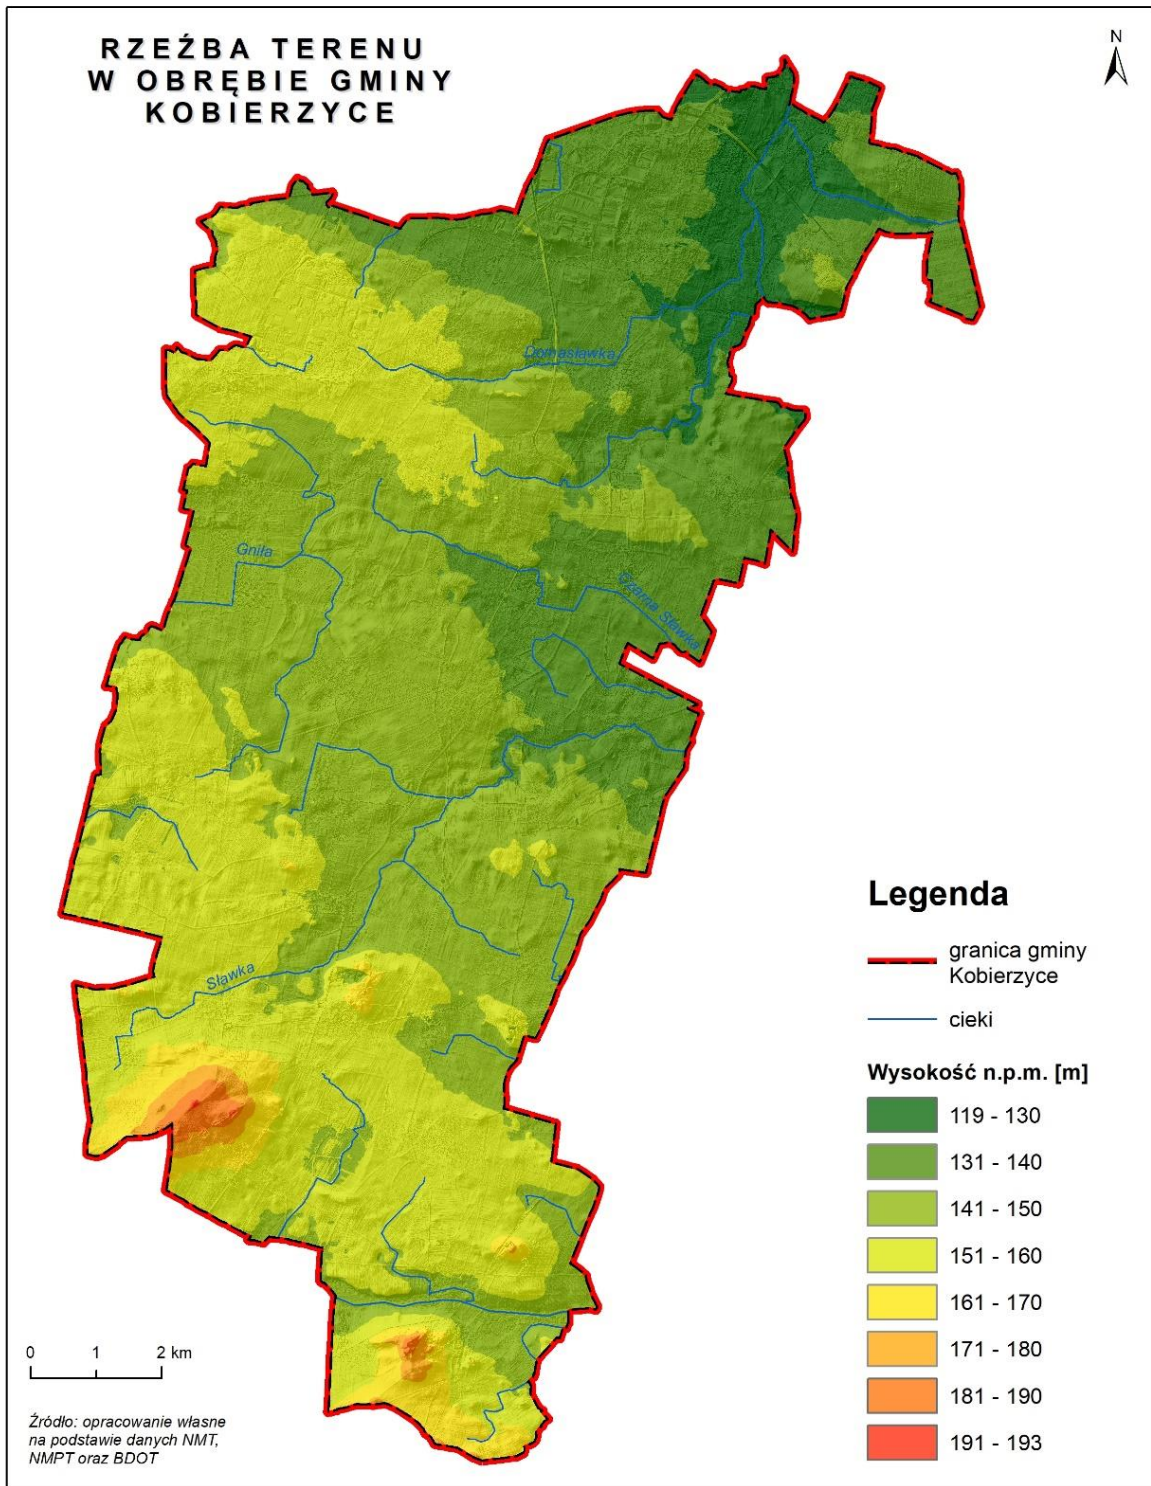 RZEŹBA TERENU
W OBRĘBIE GMINY
KOBIERZYCE
N
Domasławka
Gniła
Czarna Sławka
Sławka
Legenda
granica gminy
Kobierzyce
cieki
Wysokość n.p.m. [m]
119 - 130
131 - 140
141 - 150
151 - 160
161 - 170
171 - 180
181 - 190
191 - 193
0 1 2 km
Źródło: opracowanie własne
na podstawie danych NMT,
NMPT oraz BDOT